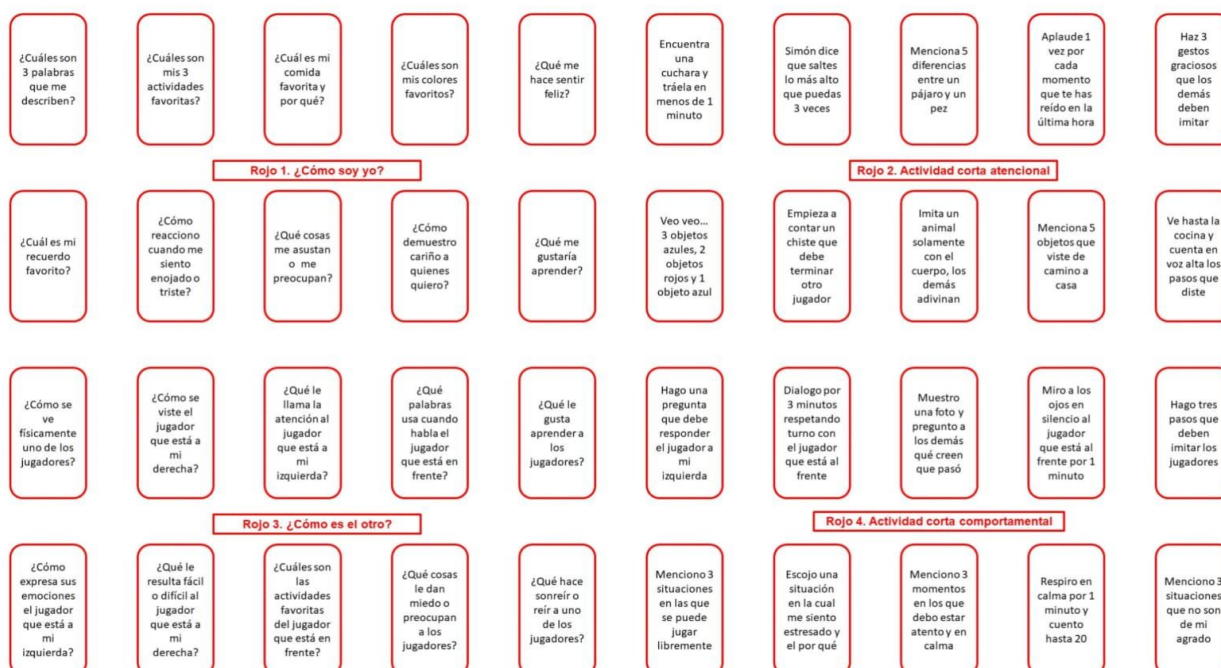 ¿Cuáles son
3 palabras
que me
describen?
¿Cuáles son
mis 3
actividades
favoritas?
¿Cuál es mi
comida
favorita y
por qué?
¿Cuáles son
mis colores
favoritos?
¿Qué me
hace sentir
feliz?
Encuentra
una
cuchara y
tráela en
menos de 1
minuto
Simón dice
que saltes
lo más alto
que puedas
3 veces
Menciona 5
diferencias
entre un
pájaro y un
pez
Aplaude 1
vez por
cada
momento
que te has
reído en la
última hora
Haz 3
gestos
graciosos
que los
demás
deben
imitar
Rojo 1. ¿Cómo soy yo?
Rojo 2. Actividad corta atencional
¿Cuál es mi
recuerdo
favorito?
¿Cómo
reacciono
cuando me
siento
enojado o
triste?
¿Qué cosas
me asustan
o me
preocupan?
¿Cómo
demuestro
cariño a
quienes
quiero?
¿Qué me
gustaría
aprender?
Veo veo...
3 objetos
azules, 2
objetos
rojos y 1
objeto azul
Empieza a
contar un
chiste que
debe
terminar
otro
jugador
Imita un
animal
solamente
con el
cuerpo, los
demás
adivinan
Menciona 5
objetos que
viste de
camino a
casa
Ve hasta la
cocina y
cuenta en
voz alta los
pasos que
diste
¿Cómo se
ve
físicamente
uno de los
jugadores?
¿Cómo se
viste el
jugador
que está a
mi
derecha?
¿Qué le
llama la
atención al
jugador
que está a
mi
izquierda?
¿Qué
palabras
usa cuando
habla el
jugador
que está en
frente?
¿Qué le
gusta
aprender a
los
jugadores?
Hago una
pregunta
que debe
responder
el jugador a
mi
izquierda
Dialogo por
3 minutos
respetando
turno con
el jugador
que está al
frente
Muestro
una foto y
pregunto a
los demás
qué creen
que pasó
Miro a los
ojos en
silencio al
jugador
que está al
frente por 1
minuto
Hago tres
pasos que
deben
imitar los
jugadores
Rojo 3. ¿Cómo es el otro?
Rojo 4. Actividad corta comportamental
¿Cómo
expresa sus
emociones
el jugador
que está a
mi
izquierda?
¿Qué le
resulta fácil
o difícil al
jugador
que está a
mi
derecha?
¿Cuáles son
las
actividades
favoritas
del jugador
que está en
frente?
¿Qué cosas
le dan
miedo o
preocupan
a los
jugadores?
¿Qué hace
sonreír o
reír a uno
de los
jugadores?
Menciono 3
situaciones
en las que
se puede
jugar
libremente
Escojo una
situación
en la cual
me siento
estresado y
el por qué
Menciono 3
momentos
en los que
debo estar
atento y en
calma
Respiro en
calma por 1
minuto y
cuento
hasta 20
Menciono 3
situaciones
que no son
de mi
agrado